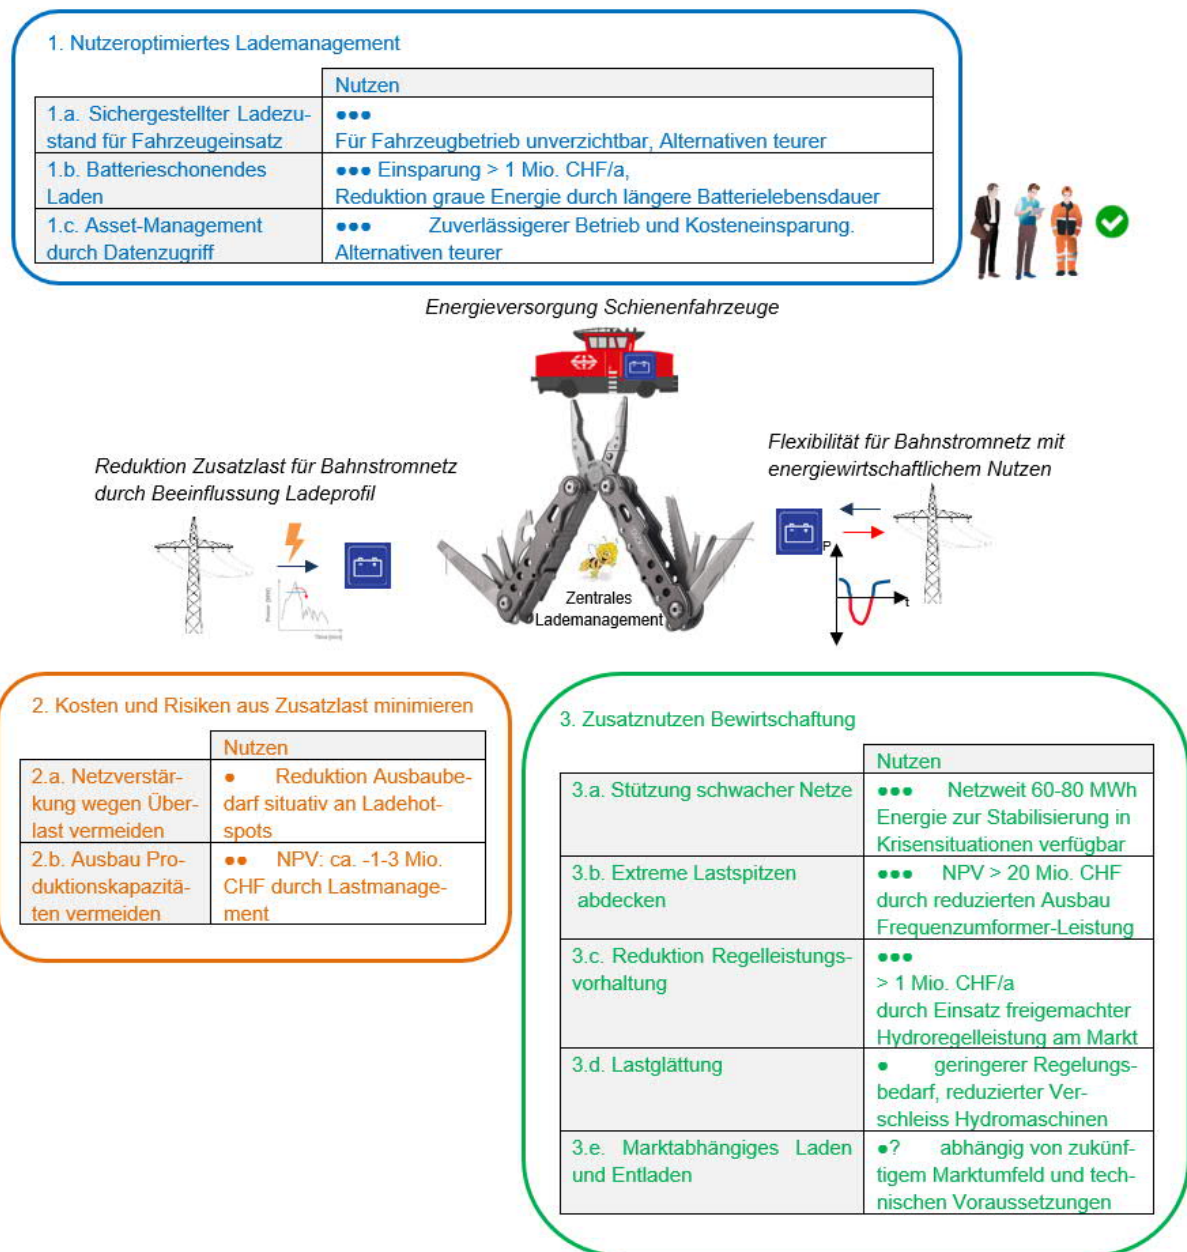 1. Nutzeroptimiertes Lademanagement
Nutzen
1.a. Sichergestellter Ladezu-
stand für Fahrzeugeinsatz
●●●
Für Fahrzeugbetrieb unverzichtbar, Alternativen teurer
1.b. Batterieschonendes
Laden
●●● Einsparung > 1 Mio. CHF/a,
Reduktion graue Energie durch längere Batterielebensdauer
1.c. Asset-Management
durch Datenzugriff
●●● Zuverlässigerer Betrieb und Kosteneinsparung.
Alternativen teurer
Energieversorgung Schienenfahrzeuge
Reduktion Zusatzlast für Bahnstromnetz
durch Beeinflussung Ladeprofil
Flexibilität für Bahnstromnetz mit
energiewirtschaftlichem Nutzen
P
t
Power [MW]
Time [min]
Zentrales
Lademanagement
2. Kosten und Risiken aus Zusatzlast minimieren
Nutzen
2.a. Netzverstär-
kung wegen Über-
last vermeiden
● Reduktion Ausbaube-
darf situativ an Ladehot-
spots
2.b. Ausbau Pro-
duktionskapazitä-
ten vermeiden
●● NPV: ca. -1-3 Mio.
CHF durch Lastmanage-
ment
3. Zusatznutzen Bewirtschaftung
Nutzen
3.a. Stützung schwacher Netze
●●● Netzweit 60-80 MWh
Energie zur Stabilisierung in
Krisensituationen verfügbar
3.b. Extreme Lastspitzen
abdecken
●●● NPV > 20 Mio. CHF
durch reduzierten Ausbau
Frequenzumformer-Leistung
3.c. Reduktion Regelleistungs-
vorhaltung
●●●
> 1 Mio. CHF/a
durch Einsatz freigemachter
Hydroregelleistung am Markt
3.d. Lastglättung
● geringerer Regelungs-
bedarf, reduzierter Ver-
schleiss Hydromaschinen
3.e. Marktabhängiges Laden
und Entladen
●? abhängig von zukünf-
tigem Marktumfeld und tech-
nischen Voraussetzungen